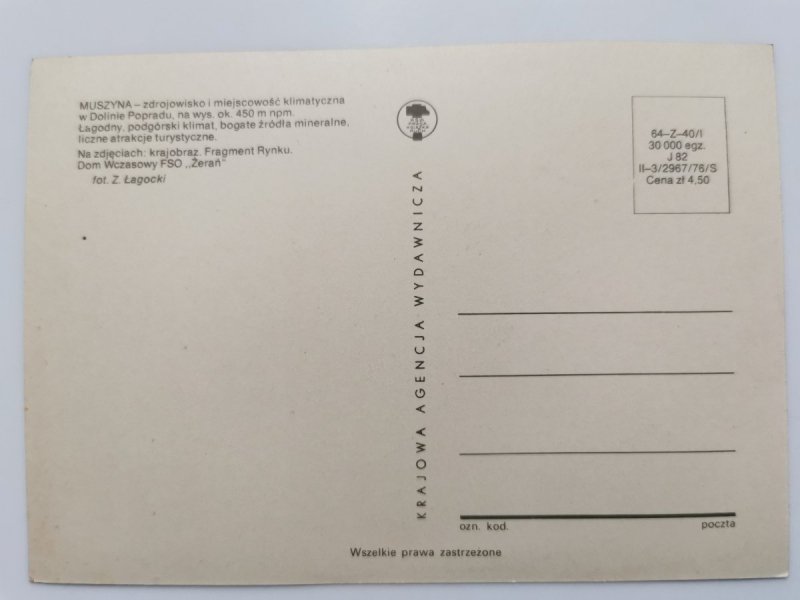 MUSZYNA – zdrojowisko i miejscowość klimatyczna
w Dolinie Popradu, na wys. ok. 450 m npm.
Łagodny, podgórski klimat, bogate źródła mineralne,
liczne atrakcje turystyczne.
Na zdjęciach: krajobraz. Fragment Rynku.
Dom Wczasowy FSO „Żerań”
fot. Z. Łagocki
KRAJOWA AGENCJA WYDAWNICZA
64–Z–40/I
30 000 egz.
J 82
II–3/2967/76/S
Cena zł 4,50
ozn. kod.
poczta
Wszelkie prawa zastrzeżone